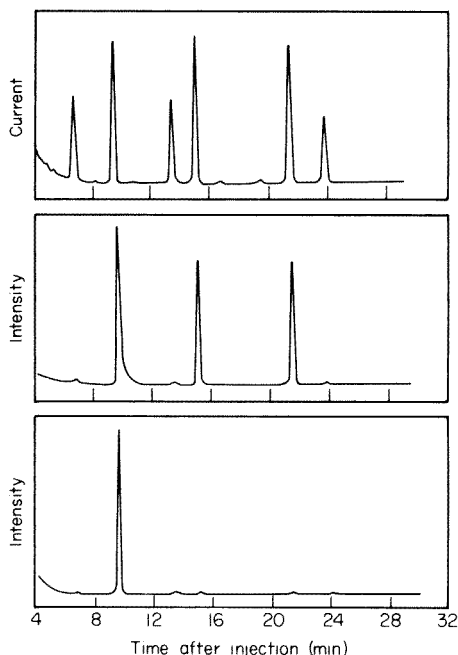 Current
Intensity
Intensity
4 8 12 16 20 24 28 32
Time after injection (min)